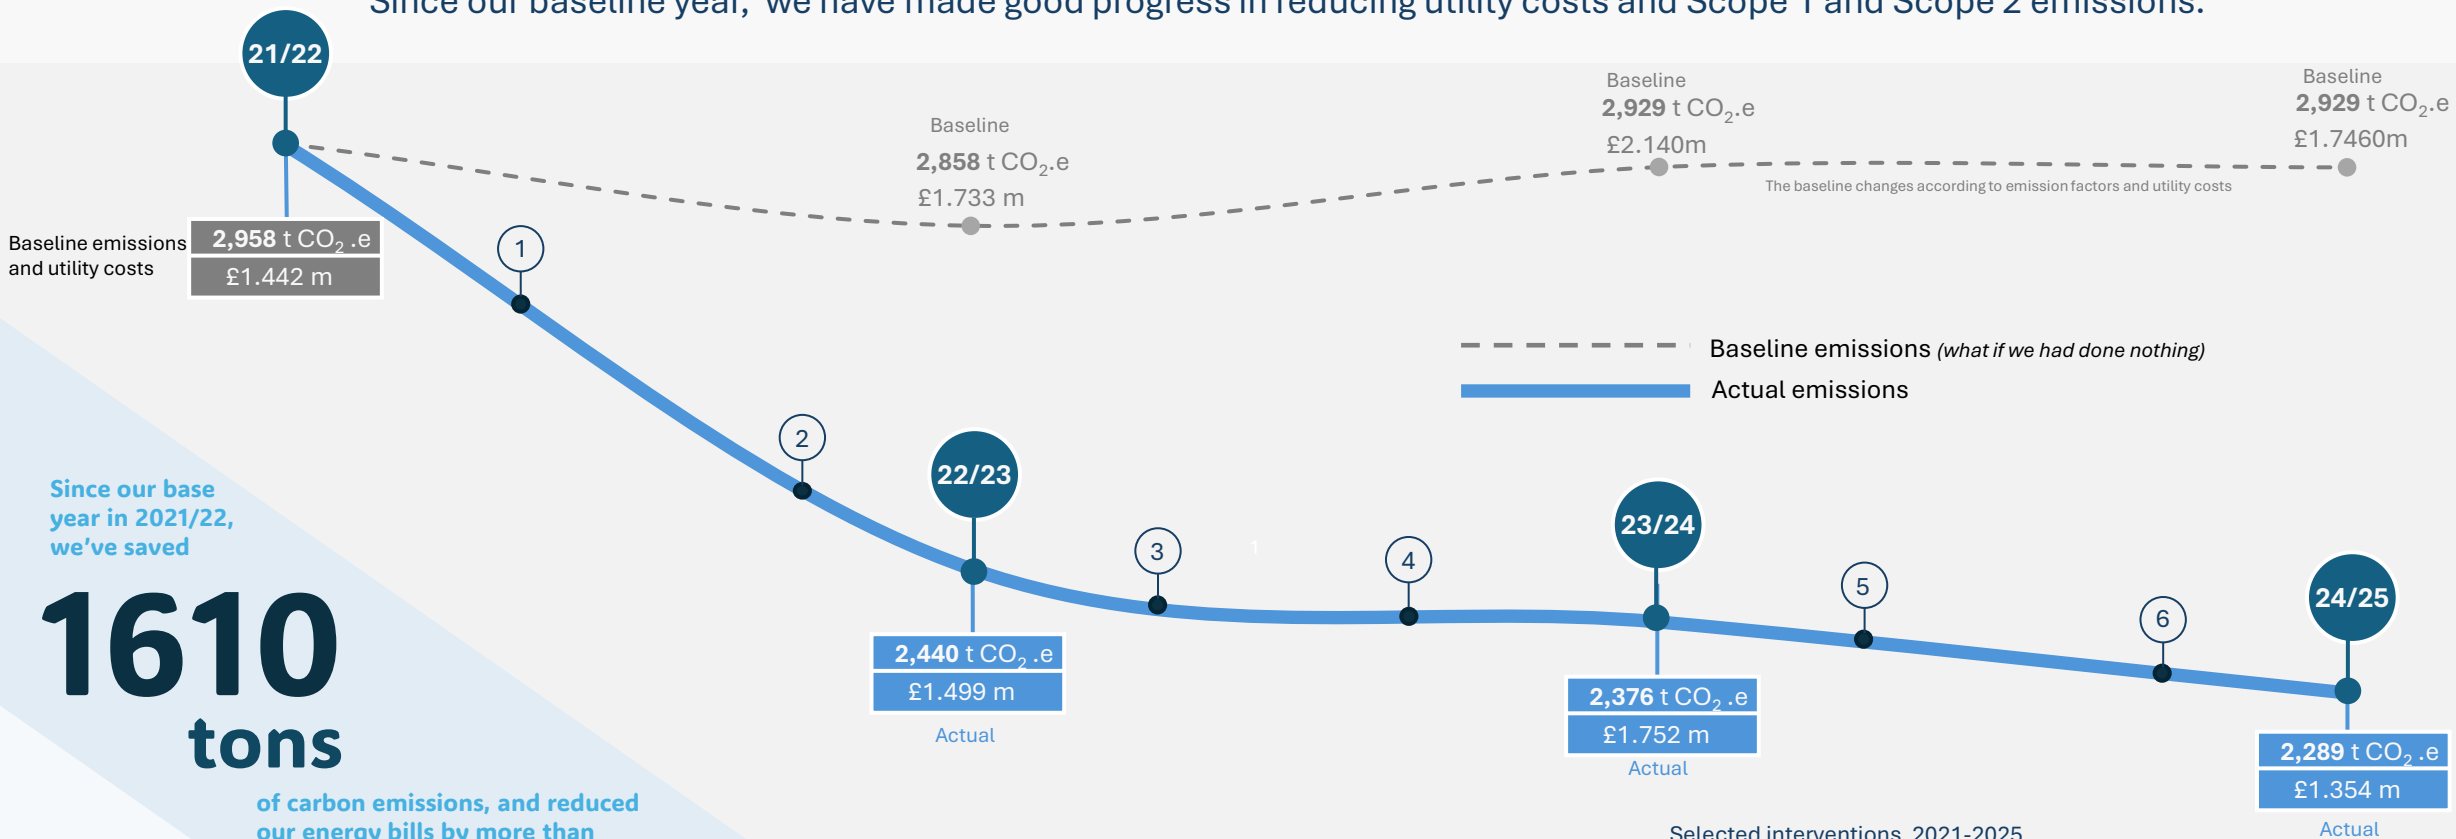 Since our baseline year, we have made good progress in reducing utility costs and Scope 1 and Scope 2 emissions.
21/22
Baseline
2,858 t CO₂.e
£1.733 m
Baseline
2,929 t CO₂.e
£2.140m
Baseline
2,929 t CO₂.e
£1.7460m
The baseline changes according to emission factors and utility costs
Baseline emissions
and utility costs
2,958 t CO₂ .e
£1.442 m
1
Baseline emissions (what if we had done nothing)
Actual emissions
2
22/23
Since our base
year in 2021/22,
we've saved
1610
tons
of carbon emissions, and reduced
our energy bills by more than
3
1
4
23/24
5
6
24/25
2,440 t CO₂ .e
£1.499 m
Actual
2,376 t CO₂ .e
£1.752 m
Actual
2,289 t CO₂ .e
£1.354 m
Actual
Selected interventions 2021-2025